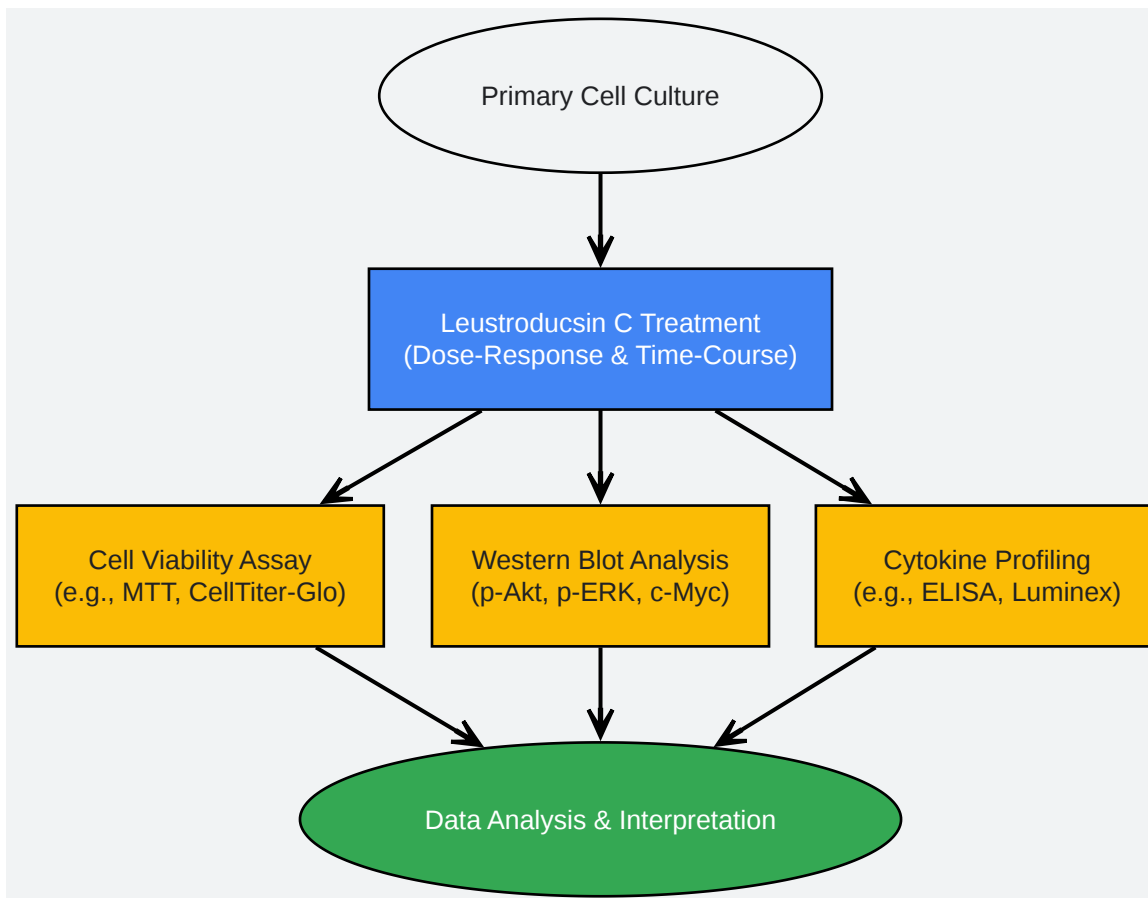 Primary Cell Culture
Leustroducsin C Treatment
(Dose-Response & Time-Course)
Cell Viability Assay
(e.g., MTT, CellTiter-Glo)
Western Blot Analysis
(p-Akt, p-ERK, c-Myc)
Cytokine Profiling
(e.g., ELISA, Luminex)
Data Analysis & Interpretation